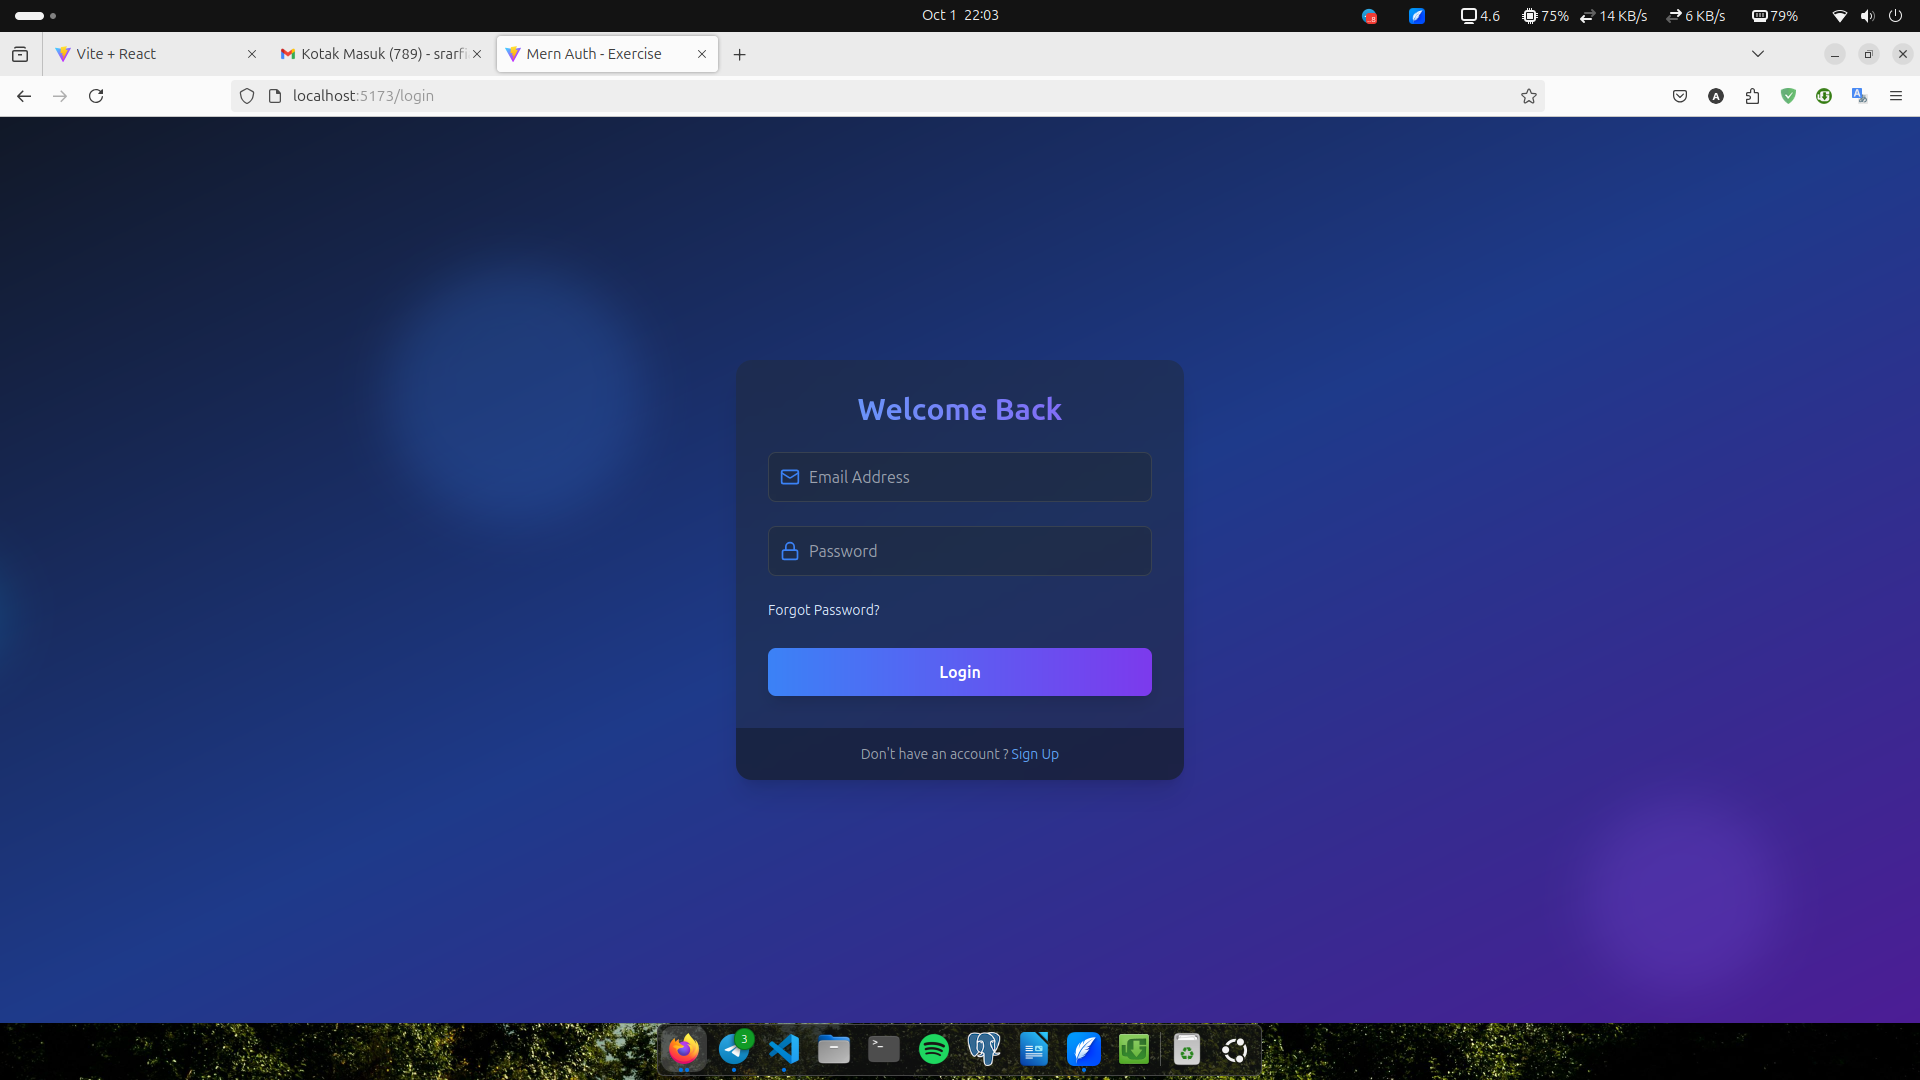 Oct 1 22:03
4.6
75%
14 KB/s
6 KB/s
79%
Vite + React
Kotak Masuk (789) - srarfi
Mern Auth - Exercise
localhost:5173/login
Welcome Back
Email Address
Password
Forgot Password?
Login
Don't have an account ? Sign Up
3